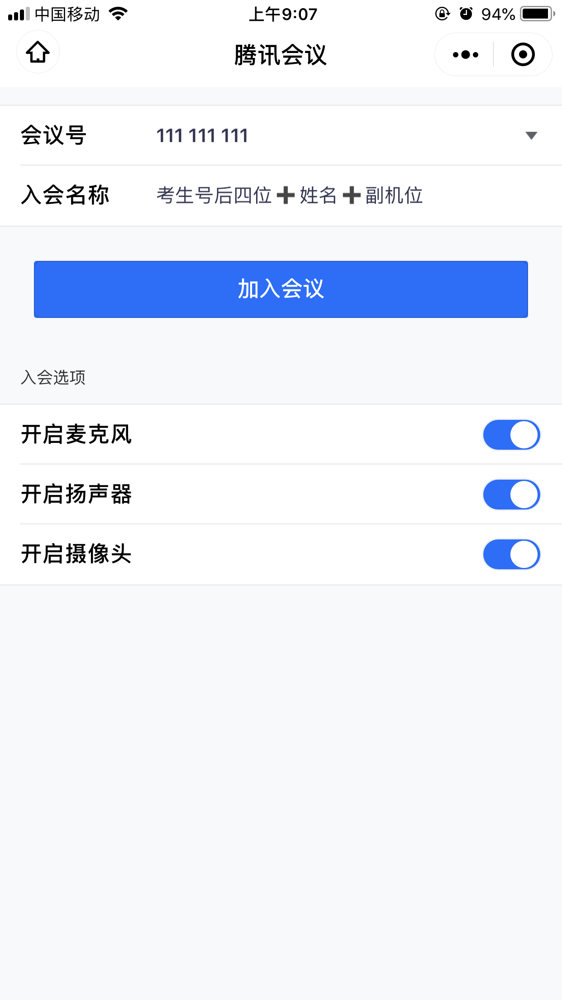 中国移动 上午9:07 94%
腾讯会议
会议号 111 111 111
入会名称 考生号后四位➕姓名➕副机位
加入会议
入会选项
开启麦克风
开启扬声器
开启摄像头